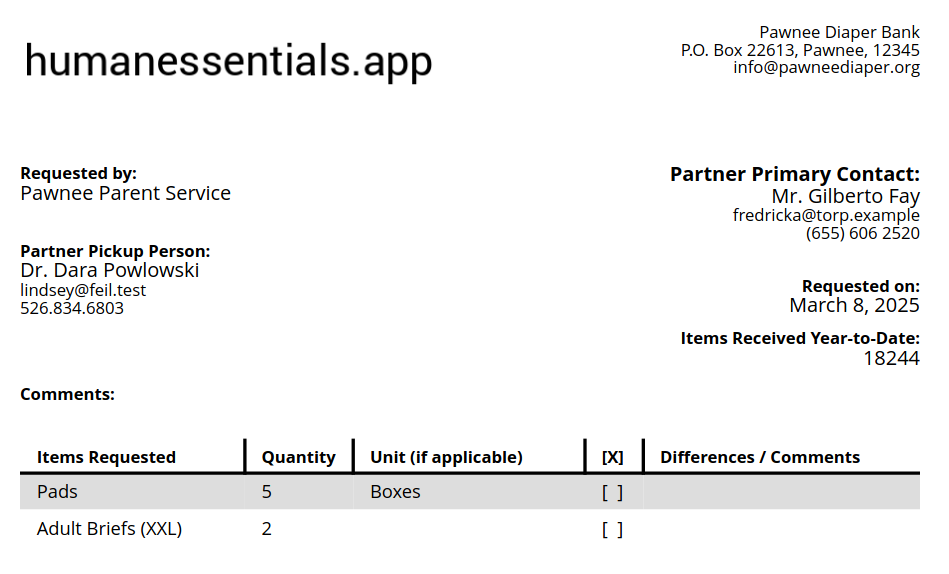 humanessentials.app
Pawnee Diaper Bank
P.O. Box 22613, Pawnee, 12345
info@pawneediaper.org
Requested by:
Pawnee Parent Service
Partner Primary Contact:
Mr. Gilberto Fay
fredricka@torp.example
(655) 606 2520
Partner Pickup Person:
Dr. Dara Powlowski
lindsey@feil.test
526.834.6803
Requested on:
March 8, 2025
Items Received Year-to-Date:
18244
Comments:
Items Requested Quantity Unit (if applicable) [X] Differences / Comments
Pads 5 Boxes [ ]
Adult Briefs (XXL) 2 [ ]